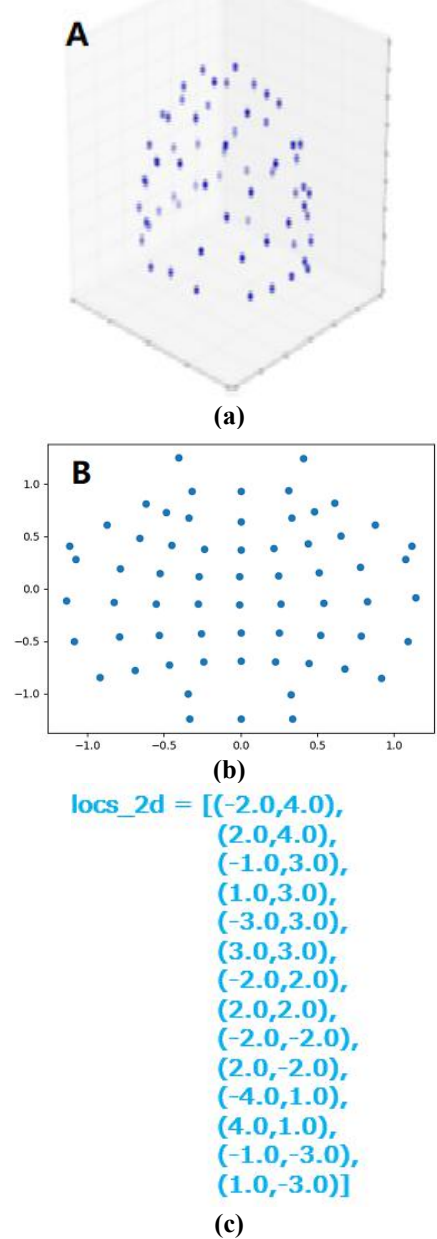 A
(a)
B
1.0
0.5
0.0
−0.5
−1.0
−1.0 −0.5 0.0 0.5 1.0
(b)
locs_2d = [(-2.0,4.0),
(2.0,4.0),
(-1.0,3.0),
(1.0,3.0),
(-3.0,3.0),
(3.0,3.0),
(-2.0,2.0),
(2.0,2.0),
(-2.0,-2.0),
(2.0,-2.0),
(-4.0,1.0),
(4.0,1.0),
(-1.0,-3.0),
(1.0,-3.0)]
(c)